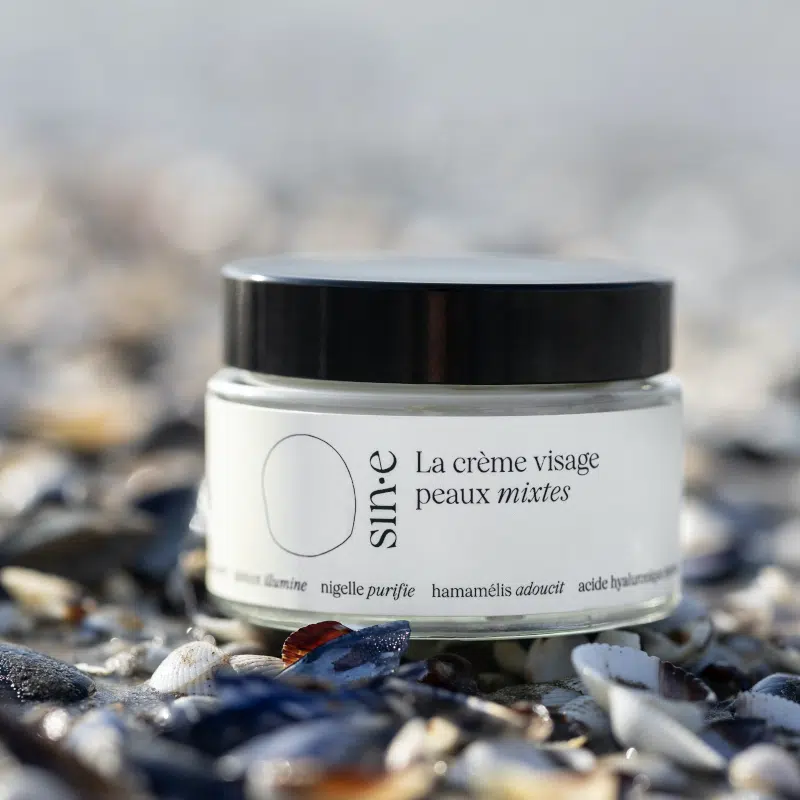 sin·e
La crème visage
peaux mixtes
illumine nigelle purifie hamamélis adoucit acide hyaluronique